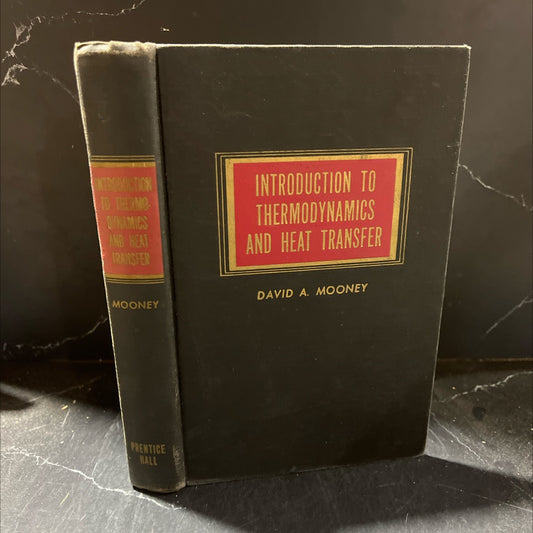 INTRODUCTION
TO THERMO-
DYNAMICS
AND HEAT
TRANSFER
MOONEY
PRENTICE
HALL
INTRODUCTION TO
THERMODYNAMICS
AND HEAT TRANSFER
DAVID A. MOONEY